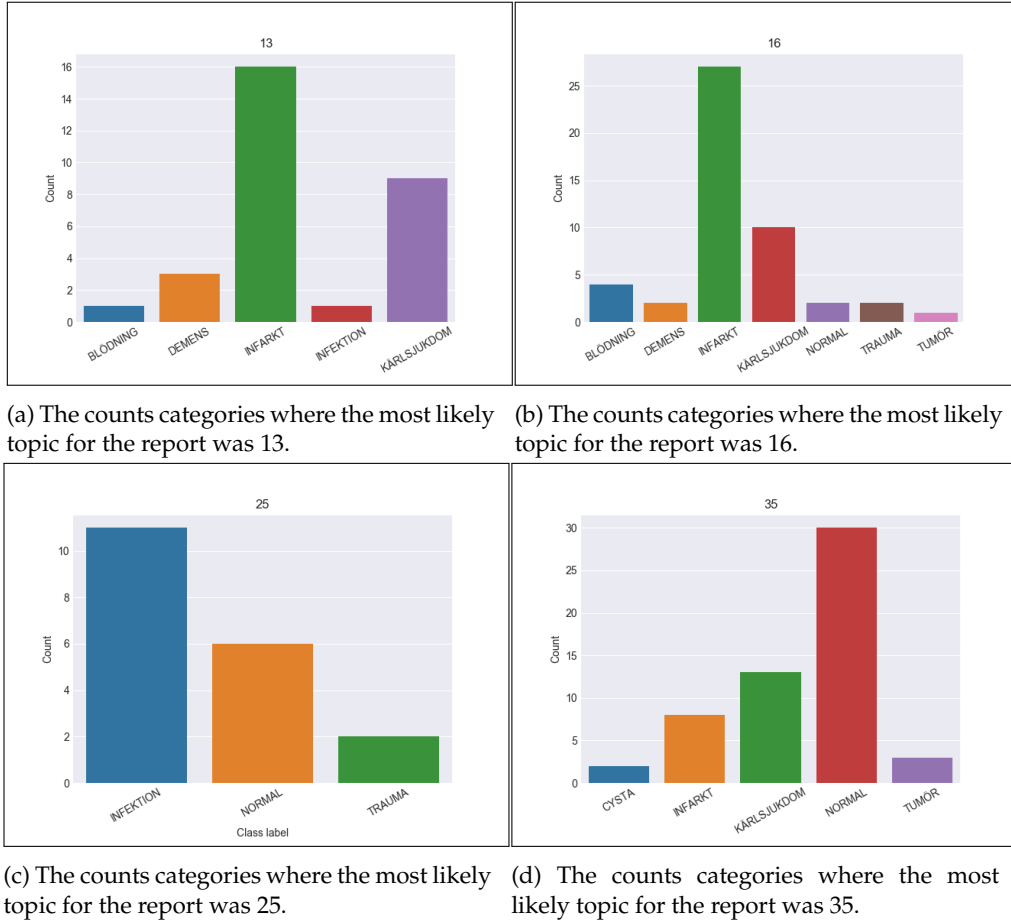 13
16
14
12
10
8
6
4
2
0
Count
BLÖDNING
DEMENS
INFARKT
INFEKTION
KÄRLSJUKDOM
(a) The counts categories where the most likely
topic for the report was 13.
16
25
20
15
10
5
0
Count
BLÖDNING
DEMENS
INFARKT
KÄRLSJUKDOM
NORMAL
TRAUMA
TUMÖR
(b) The counts categories where the most likely
topic for the report was 16.
25
10
8
6
4
2
0
Count
INFEKTION
NORMAL
TRAUMA
Class label
(c) The counts categories where the most likely
topic for the report was 25.
35
30
25
20
15
10
5
0
Count
CYSTA
INFARKT
KÄRLSJUKDOM
NORMAL
TUMÖR
(d) The counts categories where the most
likely topic for the report was 35.